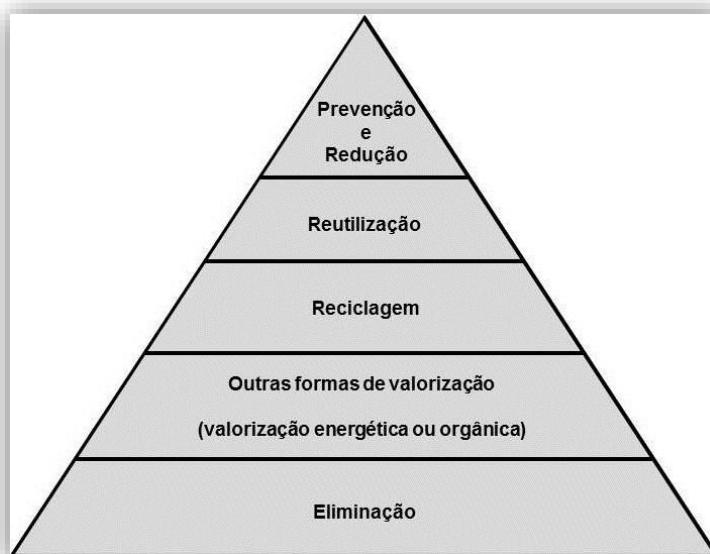 Prevenção
e
Redução
Reutilização
Reciclagem
Outras formas de valorização
(valorização energética ou orgânica)
Eliminação